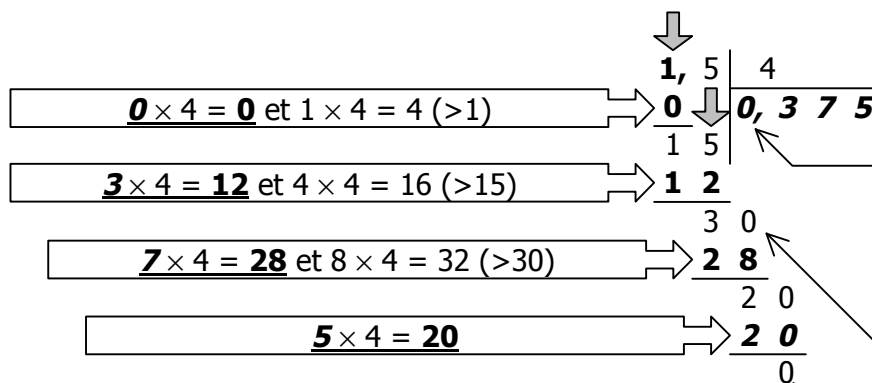 1, 5 4
0 × 4 = 0 et 1 × 4 = 4 (>1) 0 0, 3 7 5
1 5
3 × 4 = 12 et 4 × 4 = 16 (>15) 1 2
3 0
7 × 4 = 28 et 8 × 4 = 32 (>30) 2 8
2 0
5 × 4 = 20 2 0
0